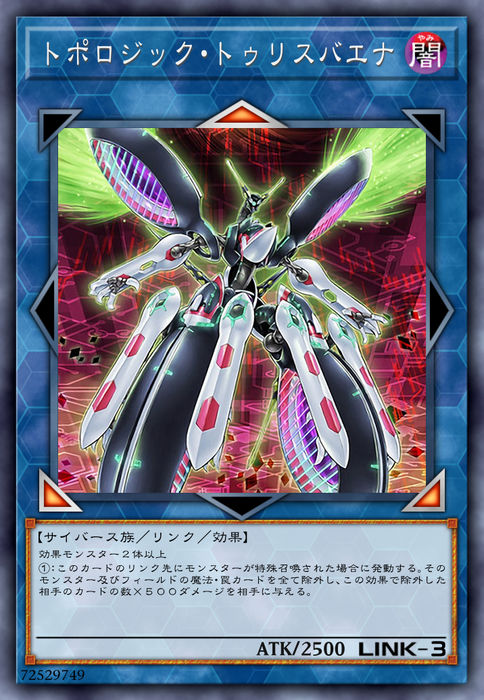 トポロジック・トゥリスバエナ 闇
やみ
【サイバース族／リンク／効果】
効果モンスター２体以上
①：このカードのリンク先にモンスターが特殊召喚された場合に発動する。その
モンスター及びフィールドの魔法・罠カードを全て除外し、この効果で除外した
相手のカードの数×５００ダメージを相手に与える。
ATK/2500 LINK-3
72529749